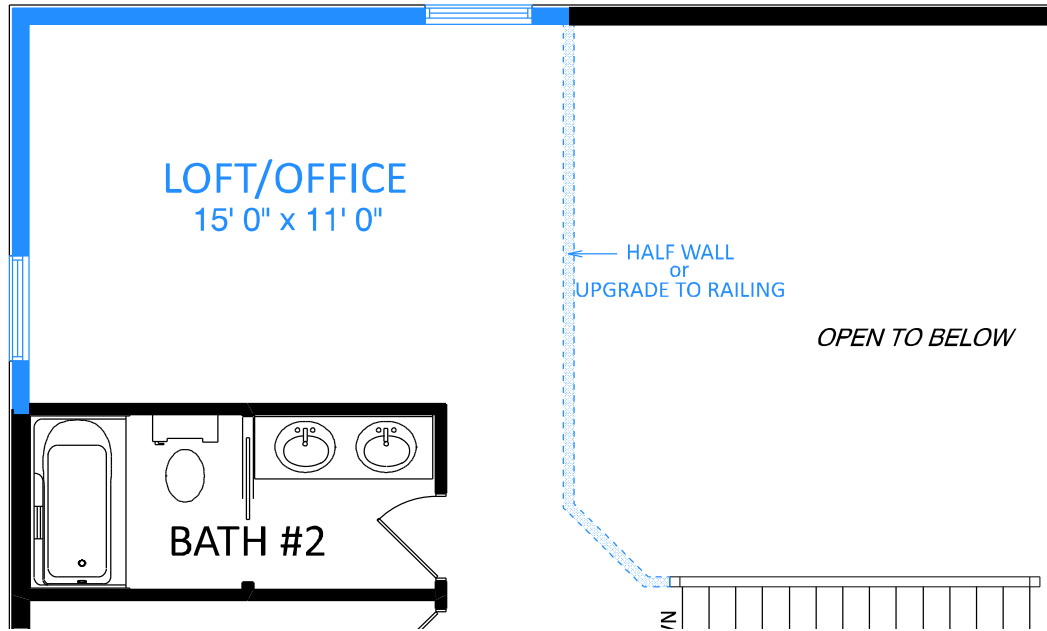 LOFT/OFFICE
15' 0" x 11' 0"
HALF WALL
or
UPGRADE TO RAILING
OPEN TO BELOW
BATH #2